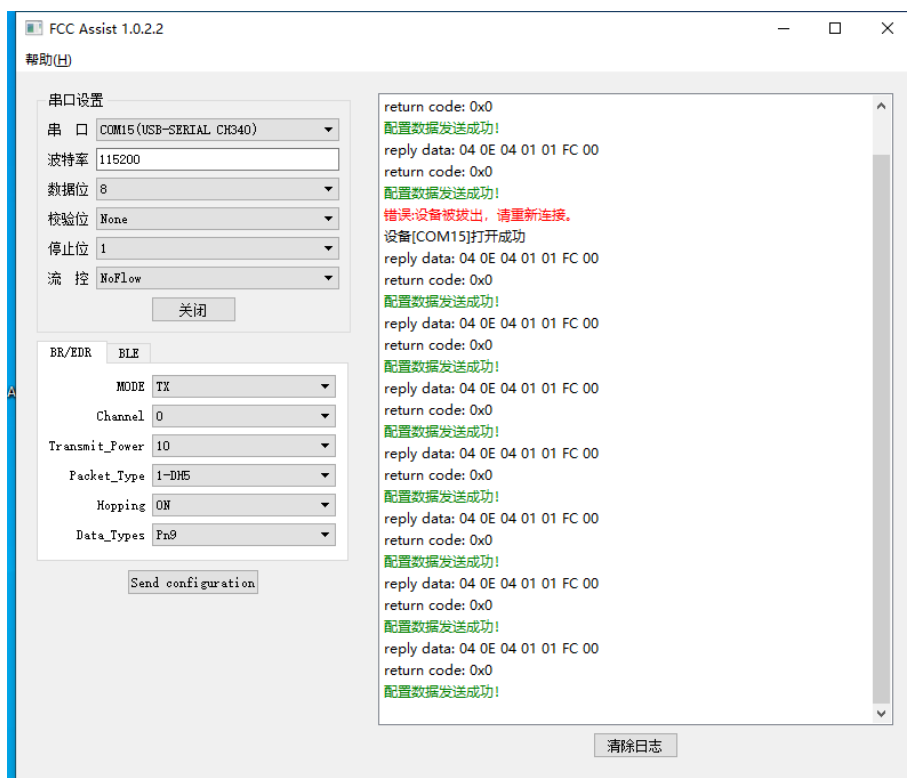 FCC Assist 1.0.2.2
帮助(H)
串口设置
串 口 COM15(USB-SERIAL CH340)
波特率 115200
数据位 8
校验位 None
停止位 1
流 控 NoFlow
关闭
BR/EDR BLE
MODE TX
Channel 0
Transmit_Power 10
Packet_Type 1-DH5
Hopping ON
Data_Types Pn9
Send configuration
return code: 0x0
配置数据发送成功!
reply data: 04 0E 04 01 01 FC 00
return code: 0x0
配置数据发送成功!
错误:设备被拔出，请重新连接。
设备[COM15]打开成功
reply data: 04 0E 04 01 01 FC 00
return code: 0x0
配置数据发送成功!
reply data: 04 0E 04 01 01 FC 00
return code: 0x0
配置数据发送成功!
reply data: 04 0E 04 01 01 FC 00
return code: 0x0
配置数据发送成功!
reply data: 04 0E 04 01 01 FC 00
return code: 0x0
配置数据发送成功!
reply data: 04 0E 04 01 01 FC 00
return code: 0x0
配置数据发送成功!
reply data: 04 0E 04 01 01 FC 00
return code: 0x0
配置数据发送成功!
reply data: 04 0E 04 01 01 FC 00
return code: 0x0
配置数据发送成功!
清除日志
A